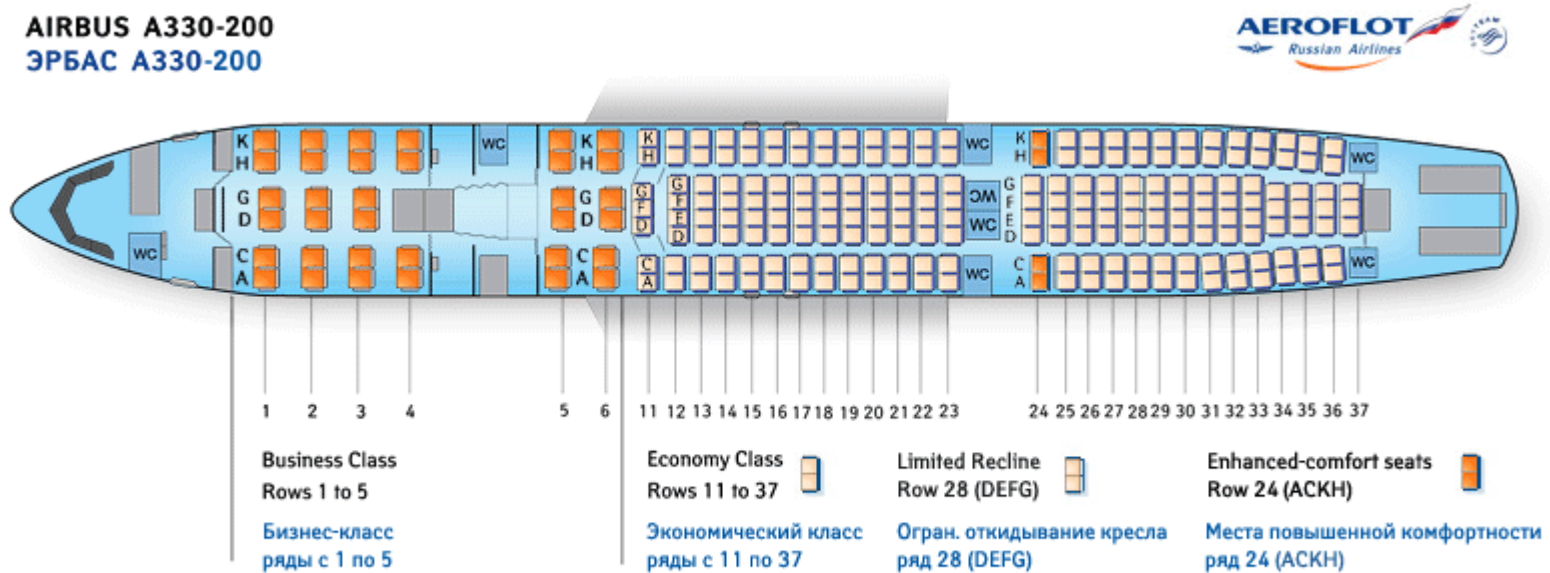 AIRBUS A330-200
ЭРБАС А330-200
AEROFLOT
Russian Airlines
K
H
G
D
C
A
WC
WC
K
H
G
D
C
A
K
H
G
F
D
C
A
G
F
E
D
WC
WC
WC
WC
K
H
G
F
E
D
C
A
WC
WC
1 2 3 4 5 6 11 12 13 14 15 16 17 18 19 20 21 22 23 24 25 26 27 28 29 30 31 32 33 34 35 36 37
Business Class
Rows 1 to 5
Бизнес-класс
ряды с 1 по 5
Economy Class
Rows 11 to 37
Экономический класс
ряды с 11 по 37
Limited Recline
Row 28 (DEFG)
Огран. откидывание кресла
ряд 28 (DEFG)
Enhanced-comfort seats
Row 24 (ACKH)
Места повышенной комфортности
ряд 24 (ACKH)